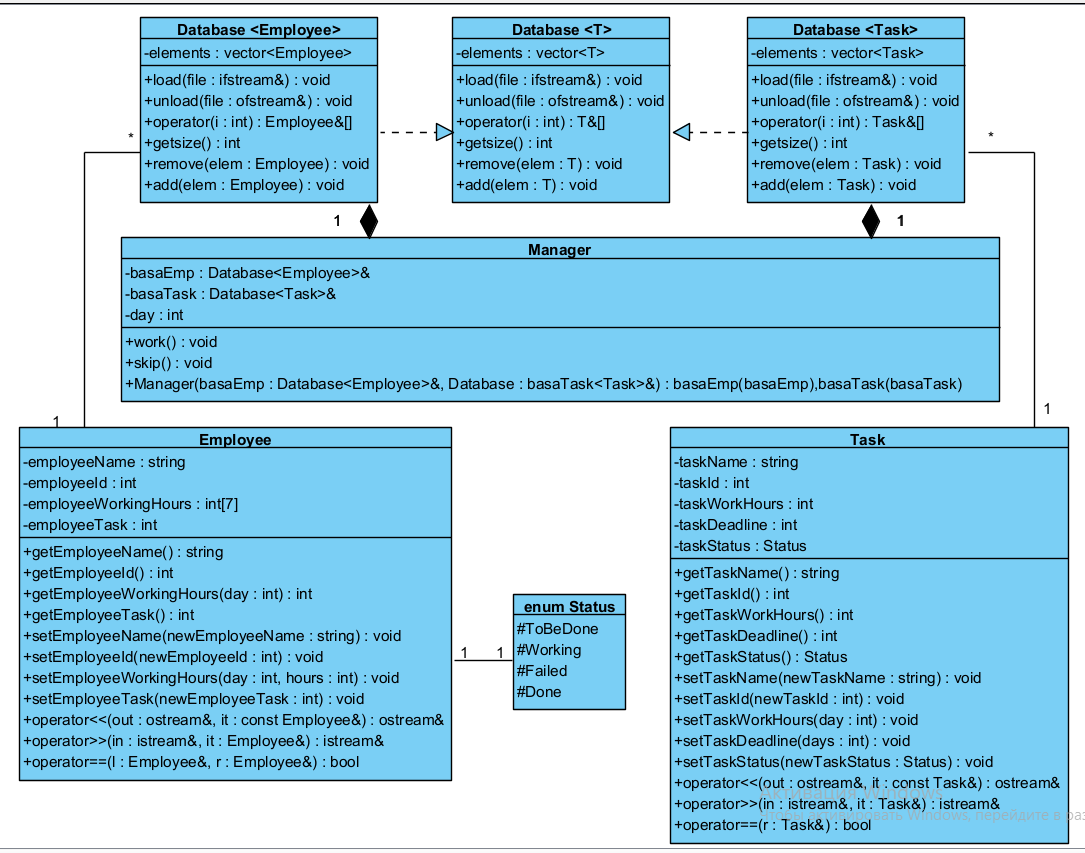 Database <Employee>
-elements : vector<Employee>
+load(file : ifstream&) : void
+unload(file : ofstream&) : void
+operator(i : int) : Employee&[]
+getsize() : int
+remove(elem : Employee) : void
+add(elem : Employee) : void
Database <T>
-elements : vector<T>
+load(file : ifstream&) : void
+unload(file : ofstream&) : void
+operator(i : int) : T&[]
+getsize() : int
+remove(elem : T) : void
+add(elem : T) : void
Database <Task>
-elements : vector<Task>
+load(file : ifstream&) : void
+unload(file : ofstream&) : void
+operator(i : int) : Task&[]
+getsize() : int
+remove(elem : Task) : void
+add(elem : Task) : void
*
*
1
1
Manager
-basaEmp : Database<Employee>&
-basaTask : Database<Task>&
-day : int
+work() : void
+skip() : void
+Manager(basaEmp : Database<Employee>&, Database : basaTask<Task>&) : basaEmp(basaEmp),basaTask(basaTask)
1
1
Employee
-employeeName : string
-employeeId : int
-employeeWorkingHours : int[7]
-employeeTask : int
+getEmployeeName() : string
+getEmployeeId() : int
+getEmployeeWorkingHours(day : int) : int
+getEmployeeTask() : int
+setEmployeeName(newEmployeeName : string) : void
+setEmployeeId(newEmployeeId : int) : void
+setEmployeeWorkingHours(day : int, hours : int) : void
+setEmployeeTask(newEmployeeTask : int) : void
+operator<<(out : ostream&, it : const Employee&) : ostream&
+operator>>(in : istream&, it : Employee&) : istream&
+operator==(l : Employee&, r : Employee&) : bool
1
1
enum Status
#ToBeDone
#Working
#Failed
#Done
Task
-taskName : string
-taskId : int
-taskWorkHours : int
-taskDeadline : int
-taskStatus : Status
+getTaskName() : string
+getTaskId() : int
+getTaskWorkHours() : int
+getTaskDeadline() : int
+getTaskStatus() : Status
+setTaskName(newTaskName : string) : void
+setTaskId(newTaskId : int) : void
+setTaskWorkHours(day : int) : void
+setTaskDeadline(days : int) : void
+setTaskStatus(newTaskStatus : Status) : void
+operator<<(out : ostream&, it : const Task&) : ostream&
+operator>>(in : istream&, it : Task&) : istream&
+operator==(r : Task&) : bool
Активация Windows
Чтобы активировать Windows, перейдите в раз